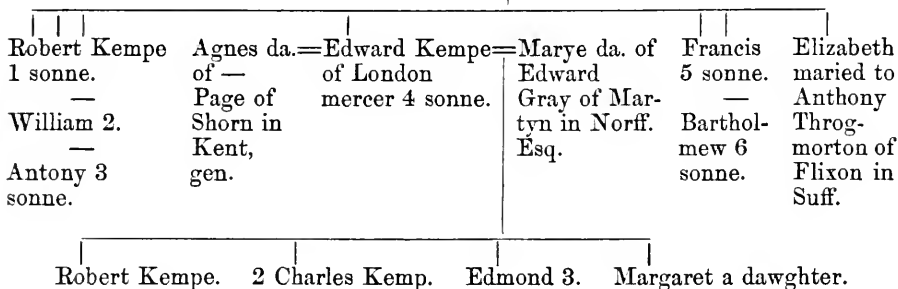 Robert Kempe
1 sonne.
—
William 2.
—
Antony 3
sonne.
Agnes da.
of —
Page of
Shorn in
Kent,
gen.
=Edward Kempe=
of London
mercer 4 sonne.
Marye da. of
Edward
Gray of Mar-
tyn in Norff.
Esq.
Francis
5 sonne.
—
Barthol-
mew 6
sonne.
Elizabeth
maried to
Anthony
Throg-
morton of
Flixon in
Suff.
Robert Kempe. 2 Charles Kemp. Edmond 3. Margaret a dawghter.